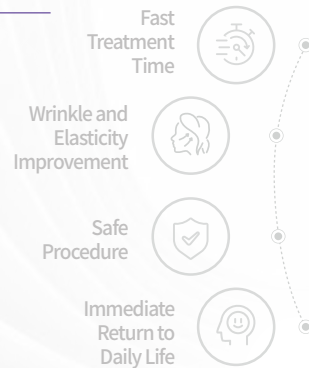 Fast
Treatment
Time
Wrinkle and
Elasticity
Improvement
Safe
Procedure
Immediate
Return to
Daily Life